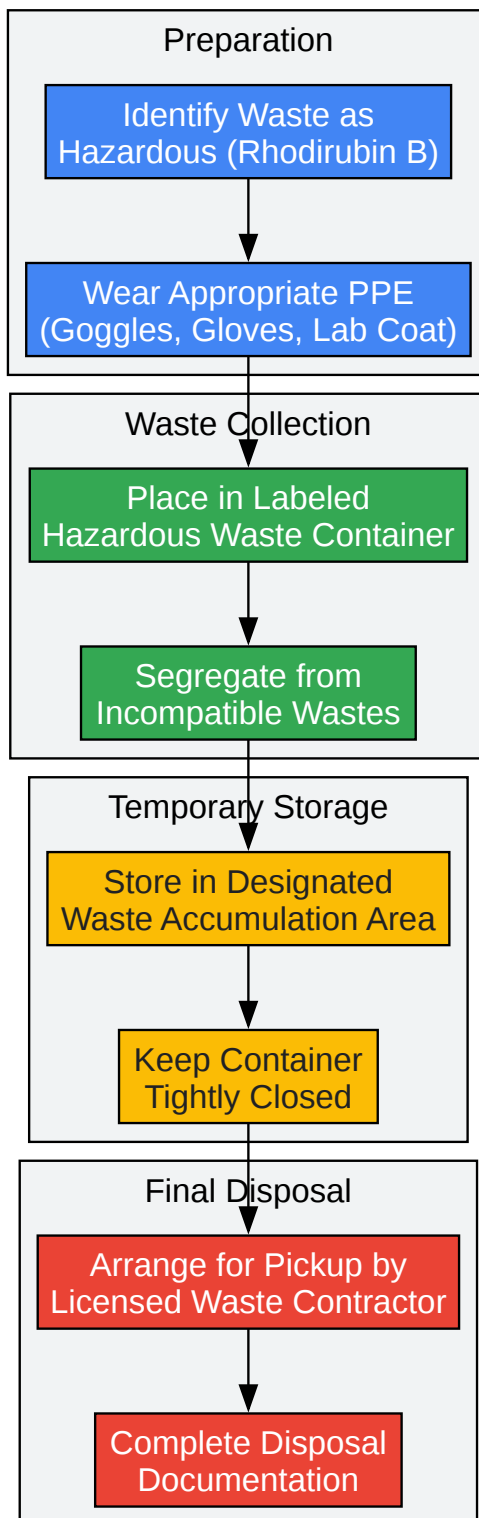 Preparation
Identify Waste as
Hazardous (Rhodirubin B)
Wear Appropriate PPE
(Goggles, Gloves, Lab Coat)
Waste Collection
Place in Labeled
Hazardous Waste Container
Segregate from
Incompatible Wastes
Temporary Storage
Store in Designated
Waste Accumulation Area
Keep Container
Tightly Closed
Final Disposal
Arrange for Pickup by
Licensed Waste Contractor
Complete Disposal
Documentation